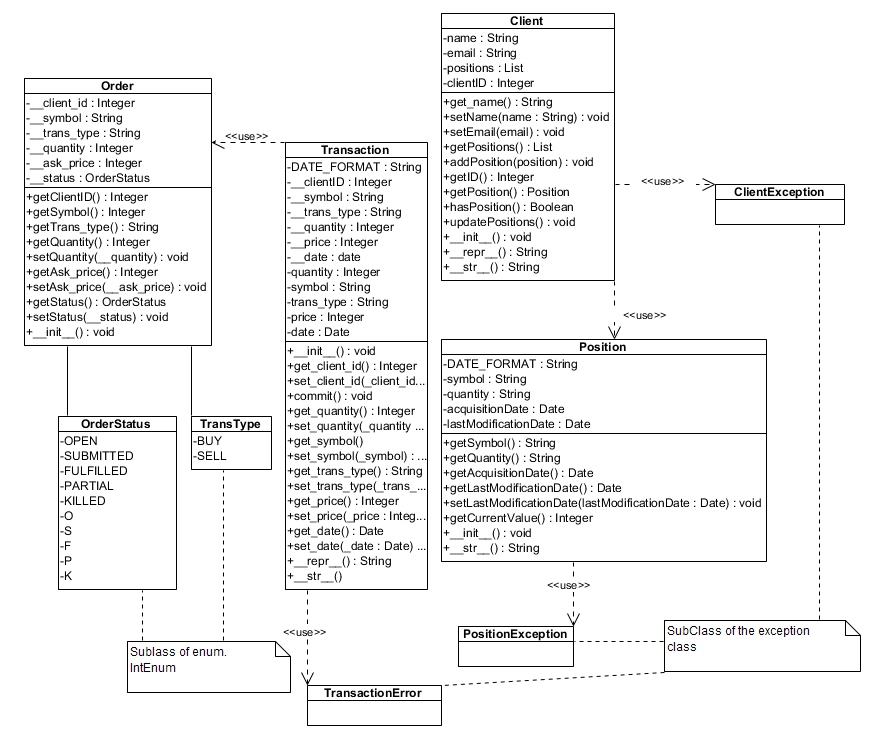 Client
-name : String
-email : String
-positions : List
-clientID : Integer
+get_name() : String
+setName(name : String) : void
+setEmail(email) : void
+getPositions() : List
+addPosition(position) : void
+getID() : Integer
+getPosition() : Position
+hasPosition() : Boolean
+updatePositions() : void
+__init__() : void
+__repr__() : String
+__str__() : String
Order
-__client_id : Integer
-__symbol : String
-__trans_type : String
-__quantity : Integer
-__ask_price : Integer
-__status : OrderStatus
+getClientID() : Integer
+getSymbol() : Integer
+getTrans_type() : String
+getQuantity() : Integer
+setQuantity(__quantity) : void
+getAsk_price() : Integer
+setAsk_price(__ask_price) : void
+getStatus() : OrderStatus
+setStatus(__status) : void
+__init__() : void
<<use>>
Transaction
-DATE_FORMAT : String
-__clientID : Integer
-__symbol : String
-__trans_type : String
-__quantity : Integer
-__price : Integer
-__date : date
-quantity : Integer
-symbol : String
-trans_type : String
-price : Integer
-date : Date
+__init__() : void
+get_client_id() : Integer
+set_client_id(_client_id...
+commit() : void
+get_quantity() : Integer
+set_quantity(_quantity ...
+get_symbol()
+set_symbol(_symbol) : ...
+get_trans_type() : String
+set_trans_type(_trans_...
+get_price() : Integer
+set_price(_price : Integ...
+get_date() : Date
+set_date(_date : Date) ...
+__repr__() : String
+__str__()
<<use>>
ClientException
<<use>>
Position
-DATE_FORMAT : String
-symbol : String
-quantity : String
-acquisitionDate : Date
-lastModificationDate : Date
+getSymbol() : String
+getQuantity() : String
+getAcquisitionDate() : Date
+getLastModificationDate() : Date
+setLastModificationDate(lastModificationDate : Date) : void
+getCurrentValue() : Integer
+__init__() : void
+__str__() : String
OrderStatus
-OPEN
-SUBMITTED
-FULFILLED
-PARTIAL
-KILLED
-O
-S
-F
-P
-K
TransType
-BUY
-SELL
<<use>>
<<use>>
PositionException
SubClass of the exception
class
Sublass of enum.
IntEnum
TransactionError